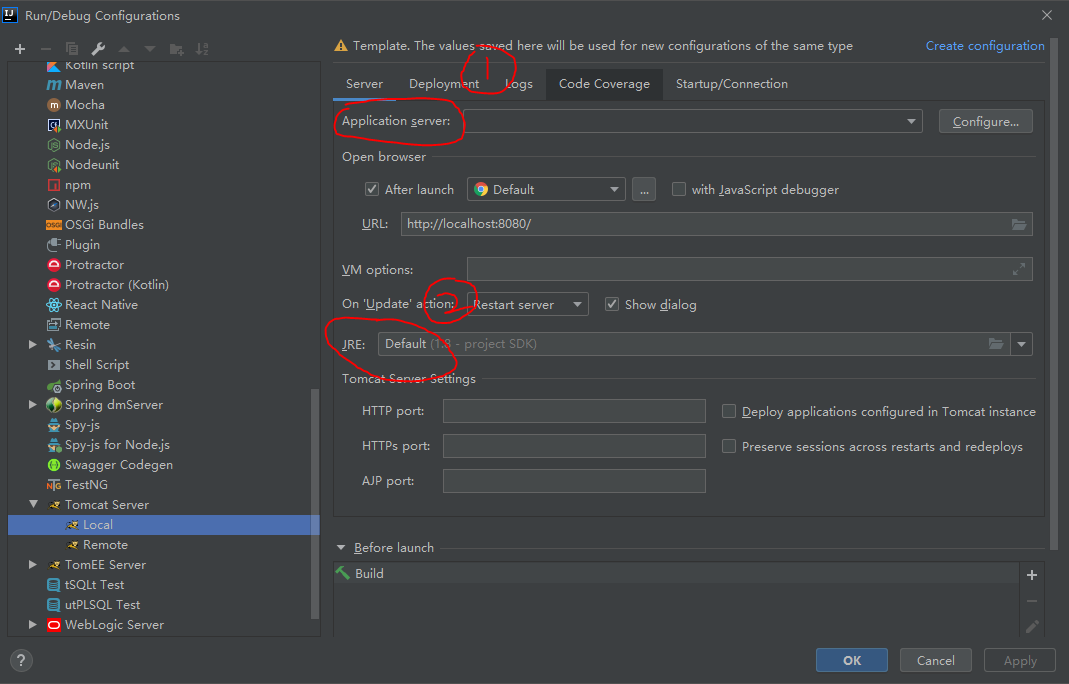 Run/Debug Configurations
Kotlin script
Maven
Mocha
MXUnit
Node.js
Nodeunit
npm
NW.js
OSGi Bundles
Plugin
Protractor
Protractor (Kotlin)
React Native
Remote
Resin
Shell Script
Spring Boot
Spring dmServer
Spy-js
Spy-js for Node.js
Swagger Codegen
TestNG
Tomcat Server
Local
Remote
TomEE Server
tSQLt Test
utPLSQL Test
WebLogic Server
?
Template. The values saved here will be used for new configurations of the same type Create configuration
1
Server Deployment Logs Code Coverage Startup/Connection
Application server: Configure...
Open browser
After launch Default ... with JavaScript debugger
URL: http://localhost:8080/
VM options:
On 'Update' action: 2 Restart server Show dialog
JRE: Default (1.8 - project SDK)
Tomcat Server Settings
HTTP port: Deploy applications configured in Tomcat instance
HTTPs port: Preserve sessions across restarts and redeploys
AJP port:
Before launch
Build
OK Cancel Apply